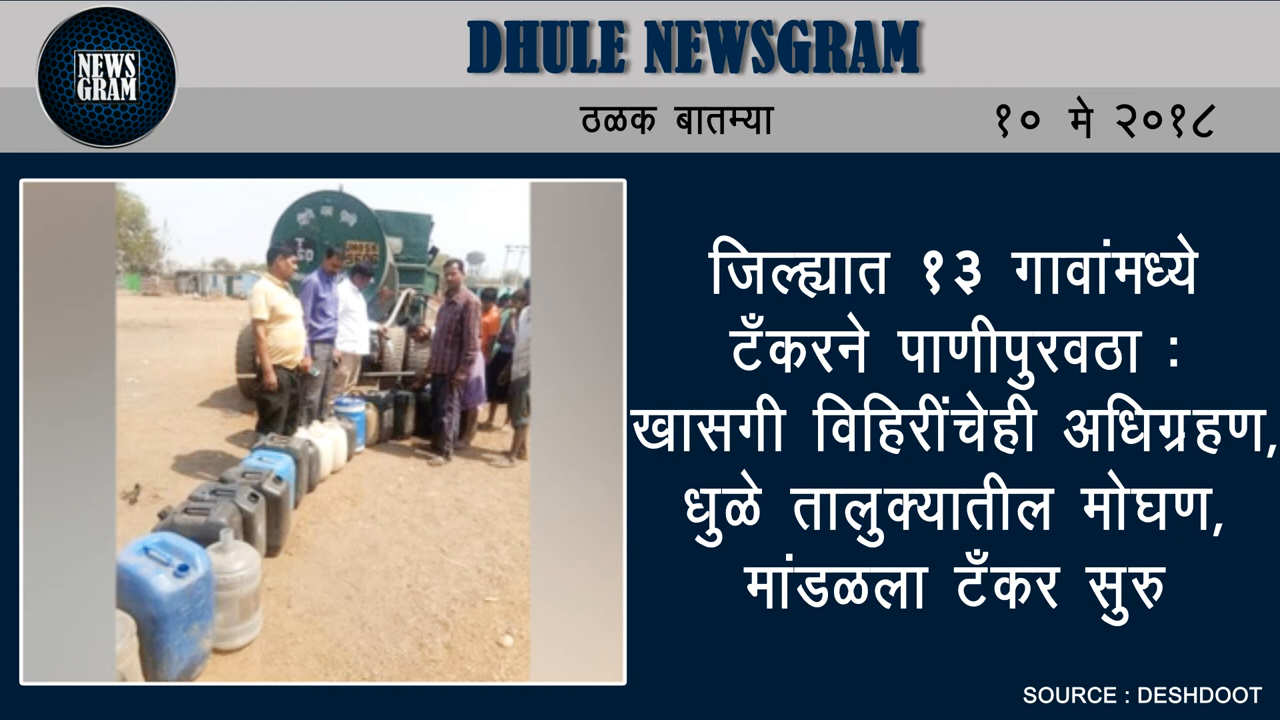 NEWS
GRAM
DHULE NEWSGRAM
ठळक बातम्या
१० मे २०१८
जिल्ह्यात १३ गावांमध्ये
टँकरने पाणीपुरवठा :
खासगी विहिरींचेही अधिग्रहण,
धुळे तालुक्यातील मोघण,
मांडळला टँकर सुरु
SOURCE : DESHDOOT